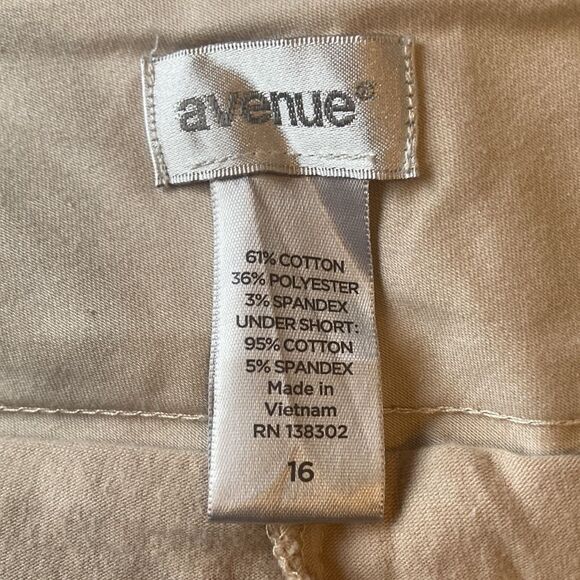 avenue®
61% COTTON
36% POLYESTER
3% SPANDEX
UNDER SHORT:
95% COTTON
5% SPANDEX
Made in
Vietnam
RN 138302
16